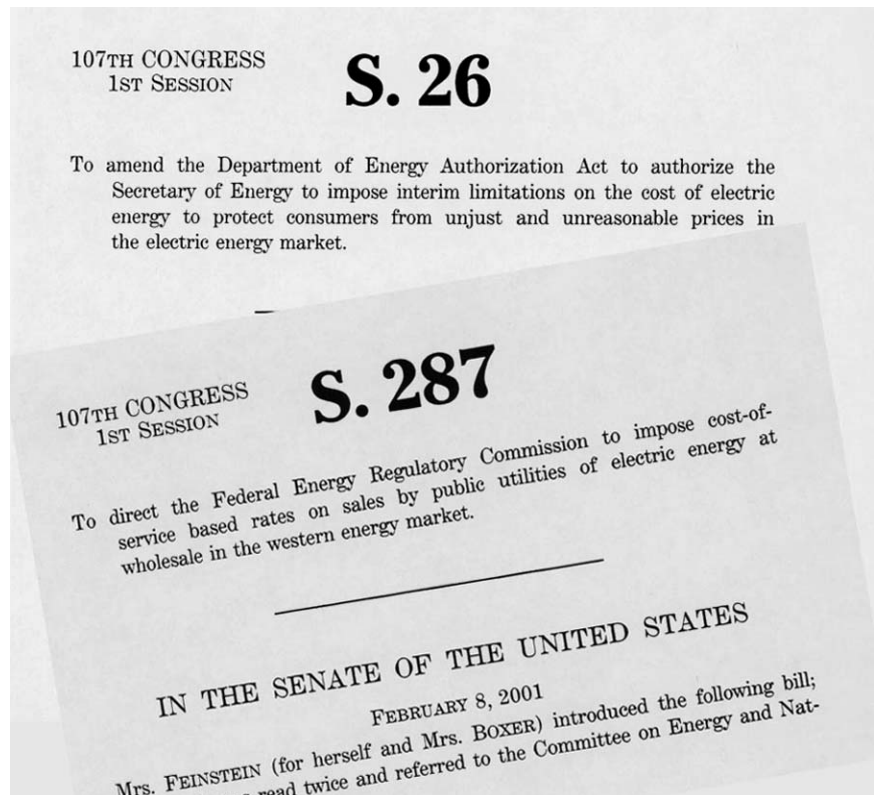 107TH CONGRESS
1ST SESSION
S. 26
To amend the Department of Energy Authorization Act to authorize the
Secretary of Energy to impose interim limitations on the cost of electric
energy to protect consumers from unjust and unreasonable prices in
the electric energy market.
107TH CONGRESS
1ST SESSION
S. 287
To direct the Federal Energy Regulatory Commission to impose cost-of-
service based rates on sales by public utilities of electric energy at
wholesale in the western energy market.
IN THE SENATE OF THE UNITED STATES
FEBRUARY 8, 2001
Mrs. FEINSTEIN (for herself and Mrs. BOXER) introduced the following bill;
read twice and referred to the Committee on Energy and Nat-